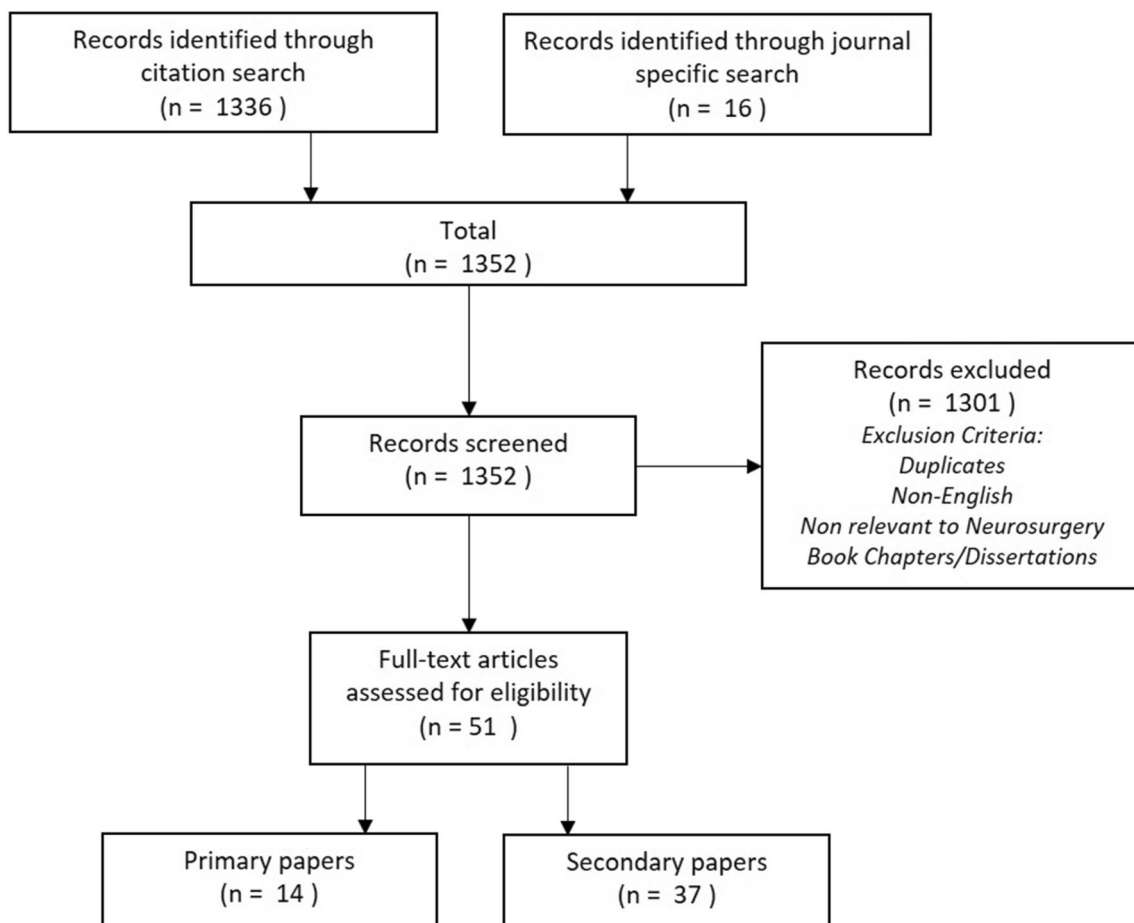 Records identified through
citation search
(n = 1336 )
Records identified through journal
specific search
(n = 16 )
Total
(n = 1352 )
Records screened
(n = 1352 )
Records excluded
(n = 1301 )
Exclusion Criteria:
Duplicates
Non-English
Non relevant to Neurosurgery
Book Chapters/Dissertations
Full-text articles
assessed for eligibility
(n = 51 )
Primary papers
(n = 14 )
Secondary papers
(n = 37 )